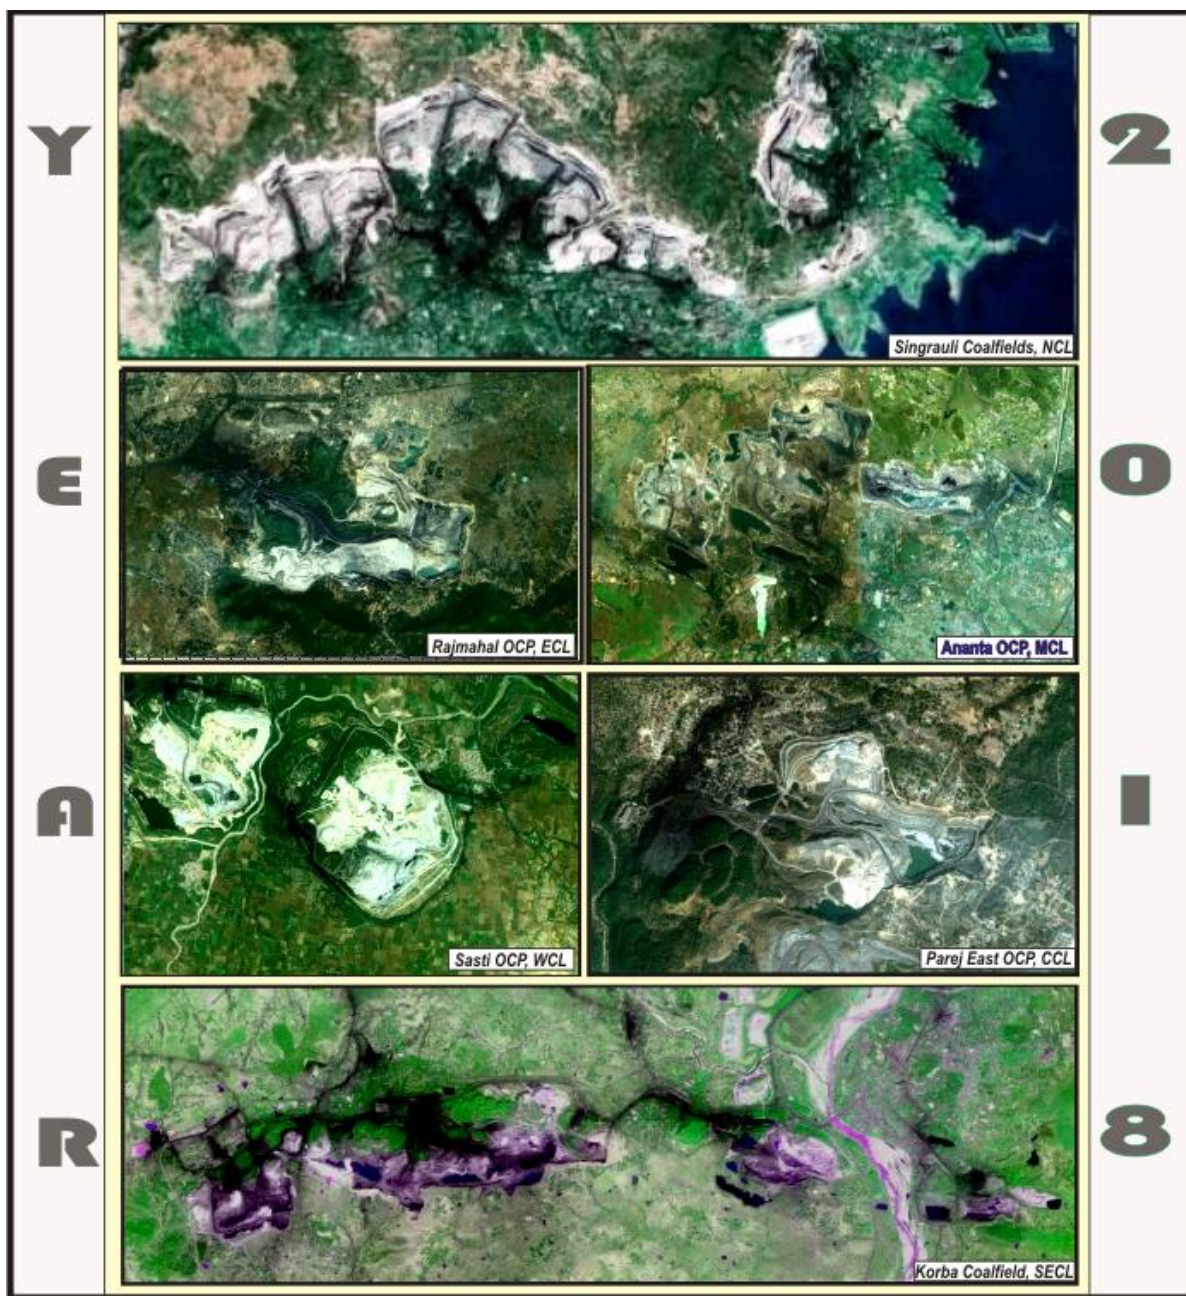 Y
E
A
R
2
0
1
8
Singrauli Coalfields, NCL
Rajmahal OCP, ECL
Ananta OCP, MCL
Sasti OCP, WCL
Parej East OCP, CCL
Korba Coalfield, SECL